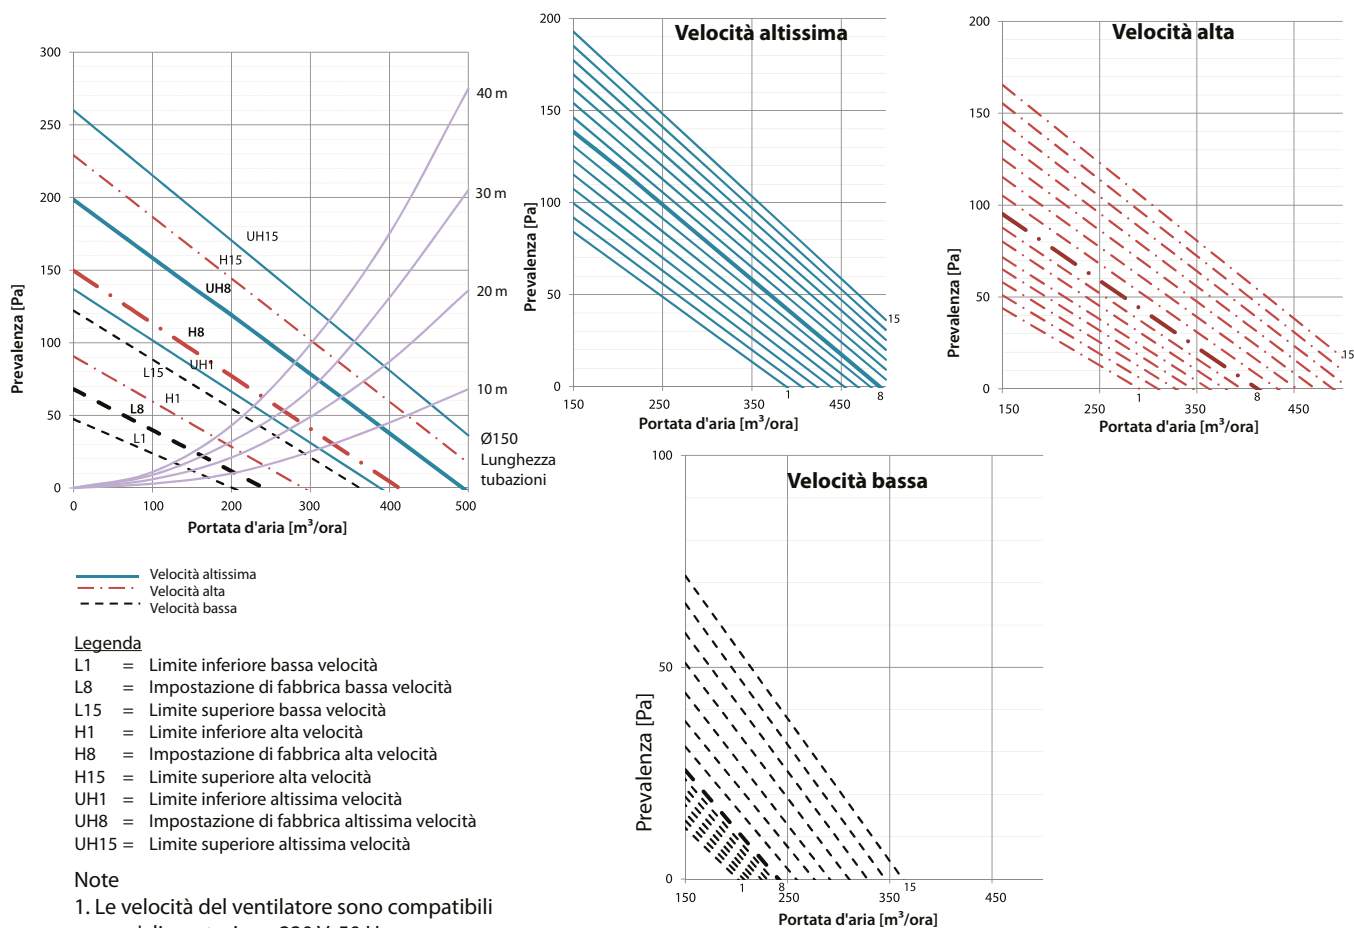 300
250
200
150
100
50
0
Prevalenza [Pa]
0 100 200 300 400 500
Portata d'aria [m³/ora]
UH15
H15
UH8
H8
UH1
L15
H1
L8
L1
40 m
30 m
20 m
10 m
Ø150
Lunghezza
tubazioni
Velocità altissima
200
150
100
50
0
Prevalenza [Pa]
15
150 250 1 450 8
Portata d'aria [m³/ora]
Velocità alta
200
150
100
50
0
Prevalenza [Pa]
15
150 250 1 350 8 450
Portata d'aria [m³/ora]
Velocità bassa
100
50
0
Prevalenza [Pa]
1 8 15
150 250 350 450
Portata d'aria [m³/ora]
Velocità altissima
Velocità alta
Velocità bassa
Legenda
L1 = Limite inferiore bassa velocità
L8 = Impostazione di fabbrica bassa velocità
L15 = Limite superiore bassa velocità
H1 = Limite inferiore alta velocità
H8 = Impostazione di fabbrica alta velocità
H15 = Limite superiore alta velocità
UH1 = Limite inferiore altissima velocità
UH8 = Impostazione di fabbrica altissima velocità
UH15 = Limite superiore altissima velocità
Note
1. Le velocità del ventilatore sono compatibili